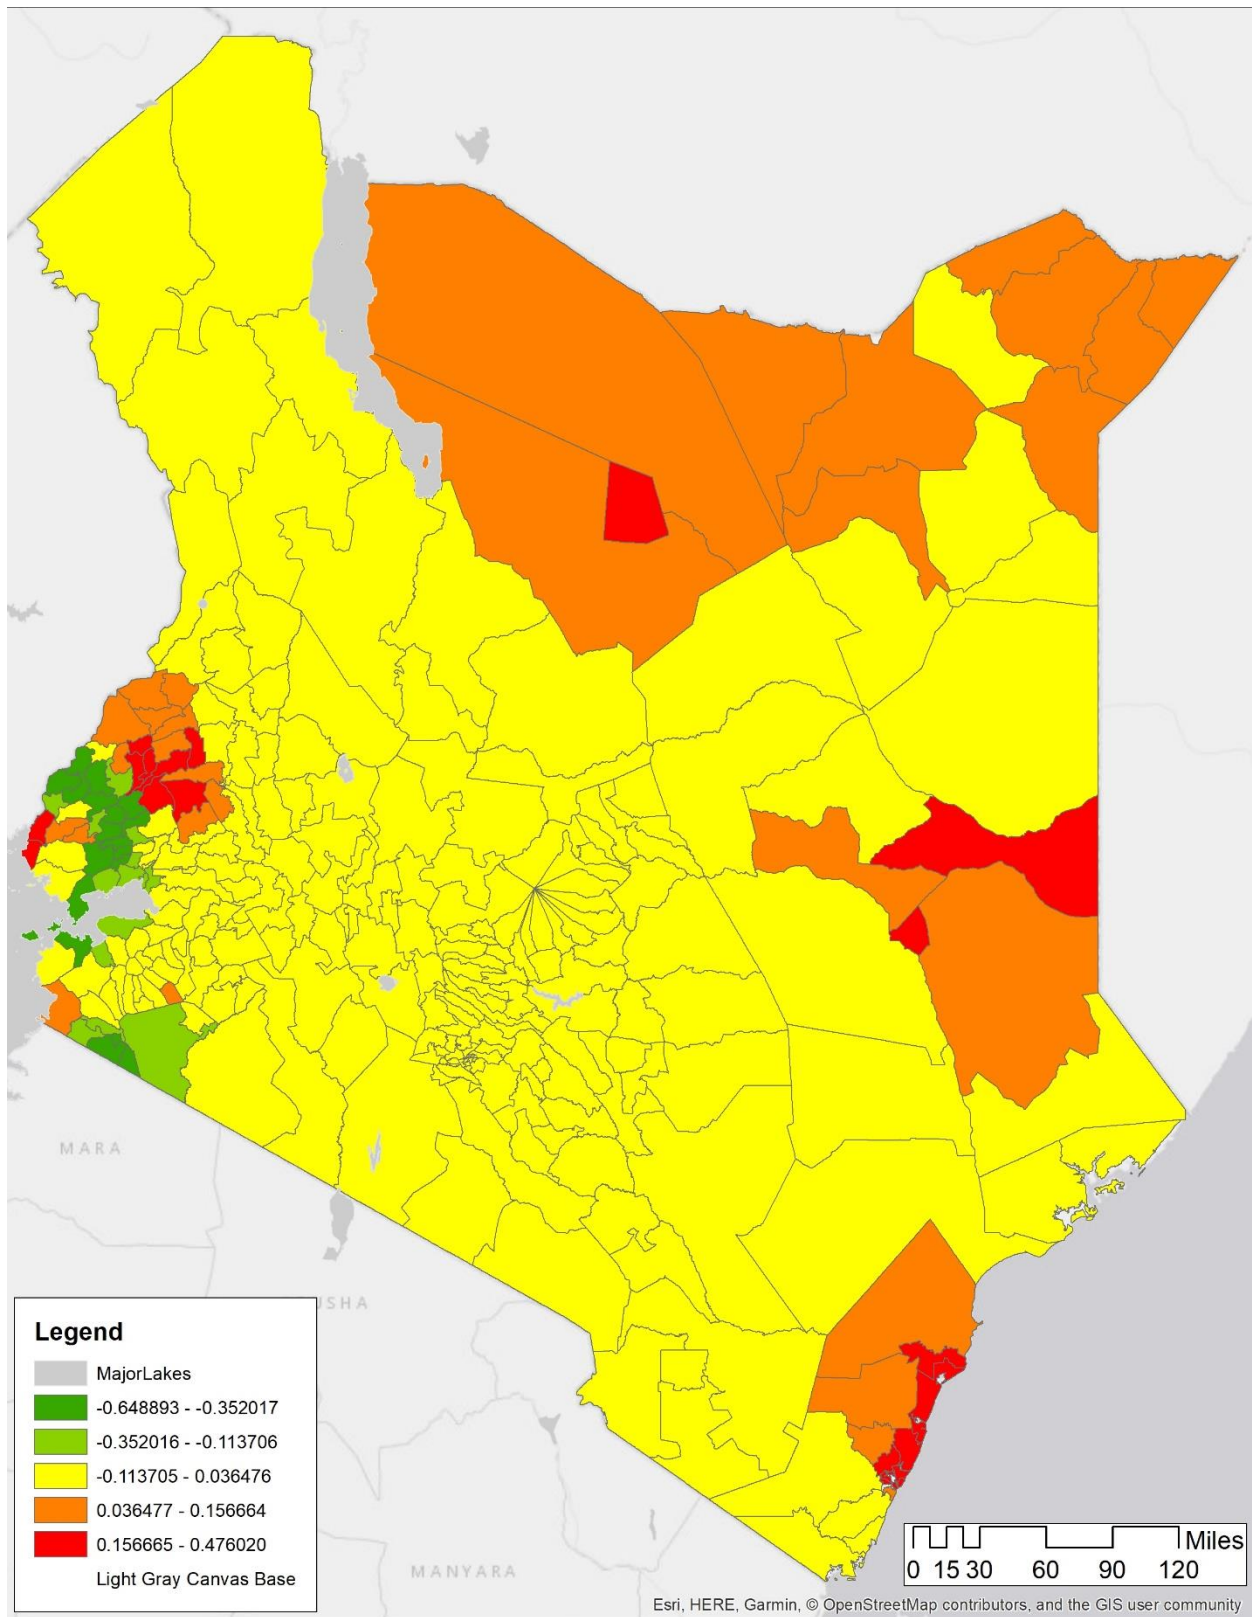 MARA
USHA
Legend
MajorLakes
-0.648893 - -0.352017
-0.352016 - -0.113706
-0.113705 - 0.036476
0.036477 - 0.156664
0.156665 - 0.476020
Light Gray Canvas Base
MANYARA
Miles
0 15 30 60 90 120
Esri, HERE, Garmin, © OpenStreetMap contributors, and the GIS user community